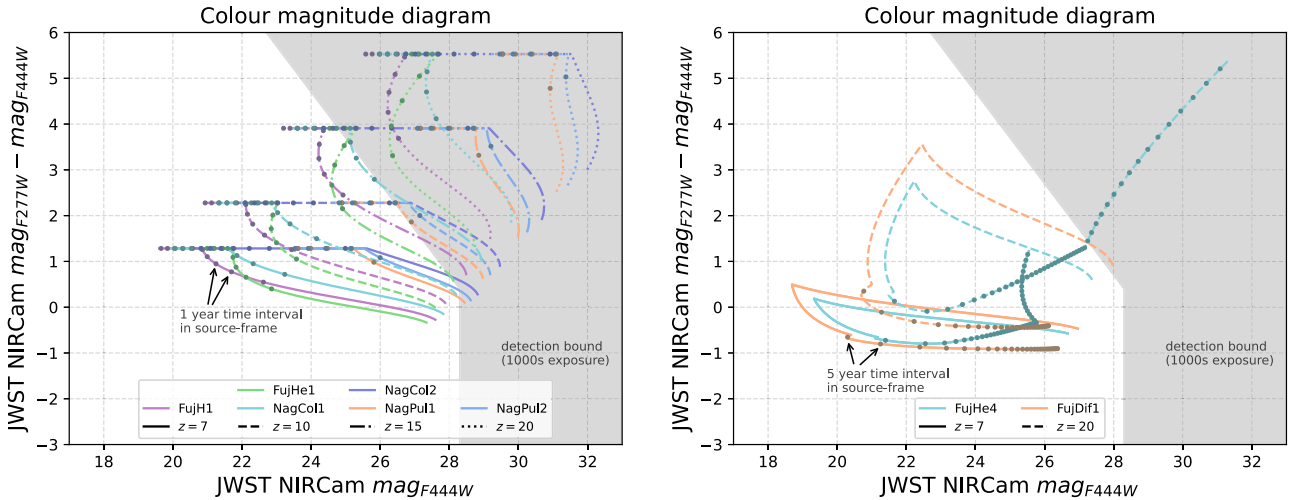 Colour magnitude diagram
JWST NIRCam mag_F277W − mag_F444W
6
5
4
3
2
1
0
−1
−2
−3
1 year time interval
in source-frame
detection bound
(1000s exposure)
FujHe1
NagCol2
FujH1
NagCol1
NagPul1
NagPul2
z = 7
z = 10
z = 15
z = 20
18 20 22 24 26 28 30 32
JWST NIRCam mag_F444W
Colour magnitude diagram
JWST NIRCam mag_F277W − mag_F444W
6
5
4
3
2
1
0
−1
−2
−3
5 year time interval
in source-frame
detection bound
(1000s exposure)
FujHe4
FujDif1
z = 7
z = 20
18 20 22 24 26 28 30 32
JWST NIRCam mag_F444W